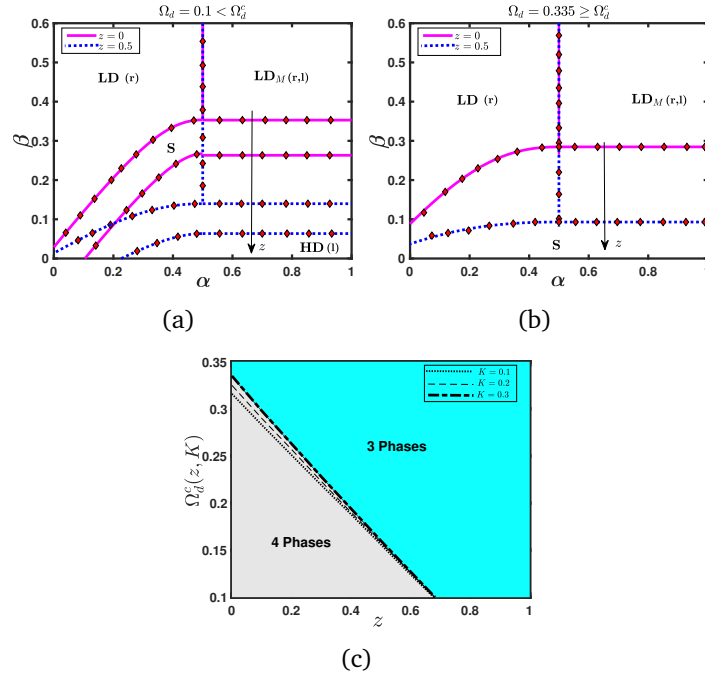 Ω_d = 0.1 < Ω_d^c
z = 0
z = 0.5
LD (r)
LD_M (r,l)
S
HD (l)
z
β
0.6
0.5
0.4
0.3
0.2
0.1
0
0 0.2 0.4 0.6 0.8 1
α
(a)
Ω_d = 0.335 ≥ Ω_d^c
z = 0
z = 0.5
LD (r)
LD_M (r,l)
S
z
β
0.6
0.5
0.4
0.3
0.2
0.1
0
0 0.2 0.4 0.6 0.8 1
α
(b)
K = 0.1
K = 0.2
K = 0.3
3 Phases
4 Phases
Ω_d^c(z, K)
0.35
0.3
0.25
0.2
0.15
0.1
0 0.2 0.4 0.6 0.8 1
z
(c)